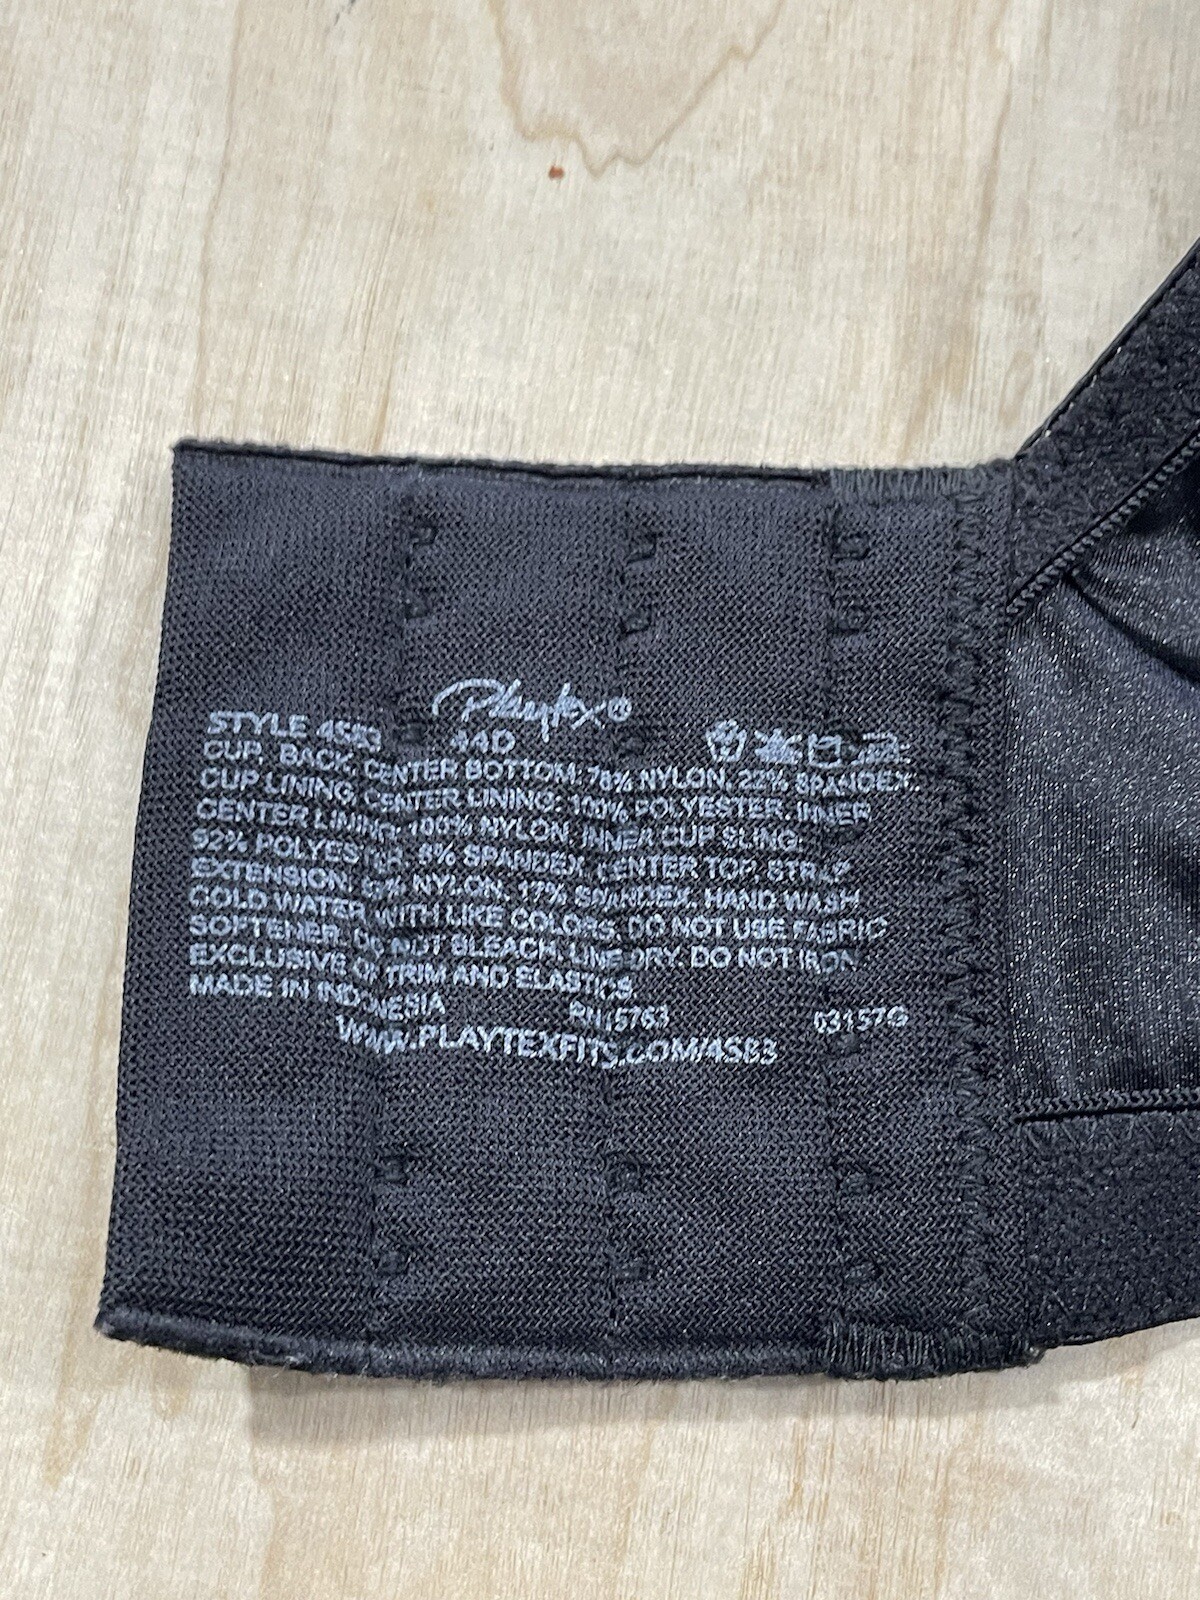 Playtex®
STYLE 4S83 44D
CUP, BACK, CENTER BOTTOM: 78% NYLON, 22% SPANDEX.
CUP LINING, CENTER LINING: 100% POLYESTER. INNER
CENTER LINING: 100% NYLON. INNER CUP SLING:
92% POLYESTER, 8% SPANDEX. CENTER TOP, STRAP
EXTENSION: 83% NYLON, 17% SPANDEX. HAND WASH
COLD WATER, WITH LIKE COLORS. DO NOT USE FABRIC
SOFTENER. DO NOT BLEACH. LINE DRY. DO NOT IRON.
EXCLUSIVE OF TRIM AND ELASTICS.
MADE IN INDONESIA RN15763 63157G
WWW.PLAYTEXFITS.COM/4S83